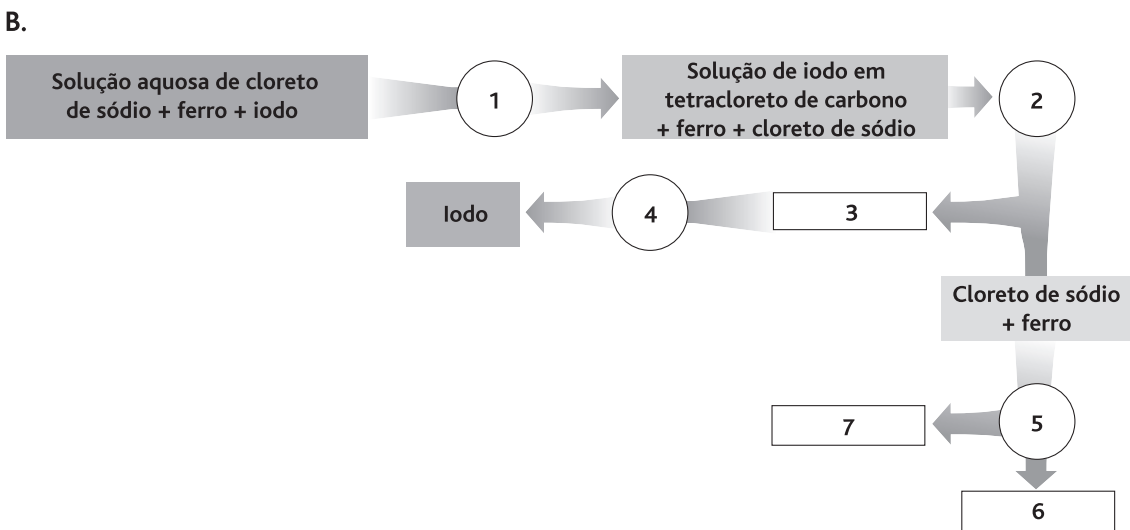 B.
Solução aquosa de cloreto
de sódio + ferro + iodo
1
Solução de iodo em
tetracloreto de carbono
+ ferro + cloreto de sódio
2
Iodo
4
3
Cloreto de sódio
+ ferro
7
5
6